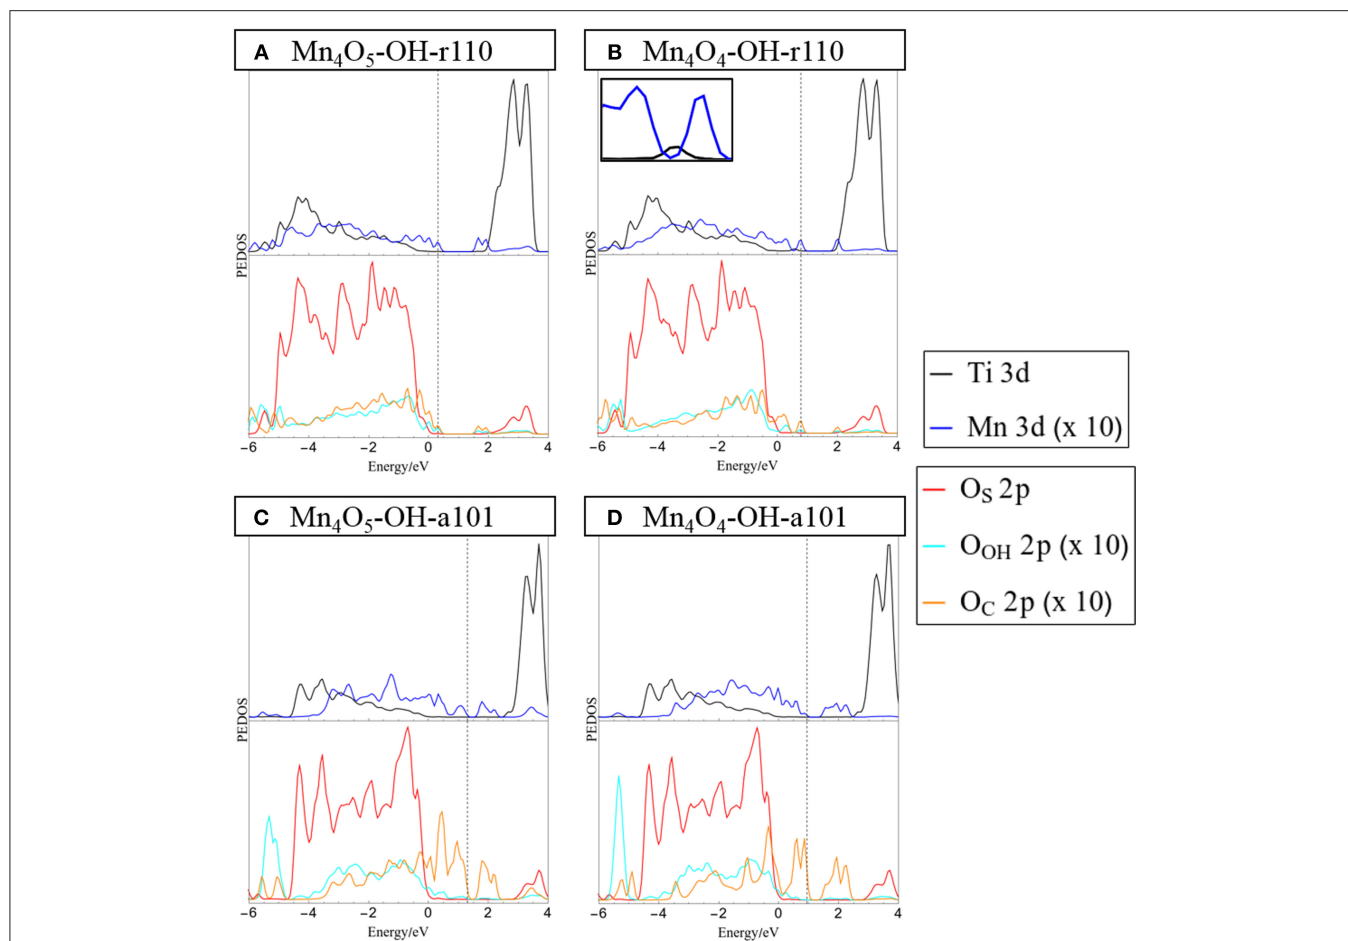 A Mn₄O₅-OH-r110
B Mn₄O₄-OH-r110
PEDOS
PEDOS
−6 −4 −2 0 2 4
−6 −4 −2 0 2 4
Energy/eV
Energy/eV
Ti 3d
Mn 3d (x 10)
O_S 2p
O_OH 2p (x 10)
O_C 2p (x 10)
C Mn₄O₅-OH-a101
D Mn₄O₄-OH-a101
PEDOS
PEDOS
−6 −4 −2 0 2 4
−6 −4 −2 0 2 4
Energy/eV
Energy/eV